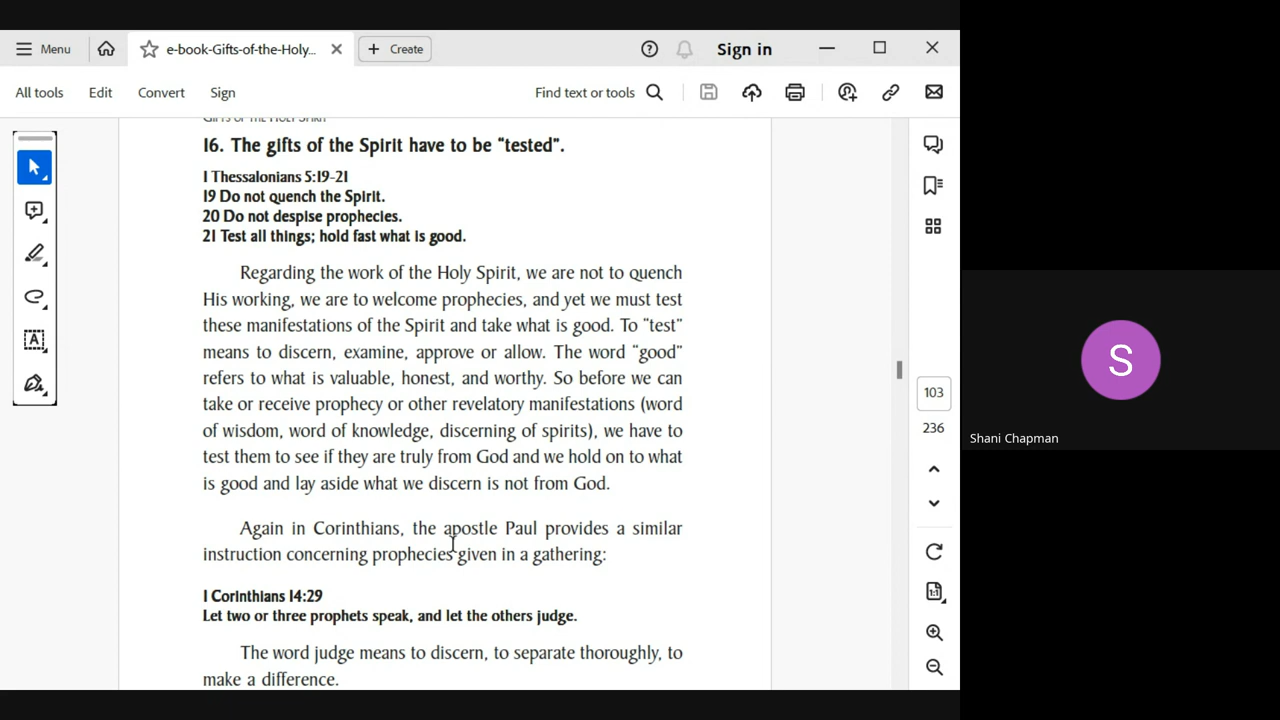 Menu
e-book-Gifts-of-the-Holy...
Create
Sign in
All tools
Edit
Convert
Sign
Find text or tools
GIFTS OF THE HOLY SPIRIT
16. The gifts of the Spirit have to be “tested”.
1 Thessalonians 5:19-21
19 Do not quench the Spirit.
20 Do not despise prophecies.
21 Test all things; hold fast what is good.
Regarding the work of the Holy Spirit, we are not to quench
His working, we are to welcome prophecies, and yet we must test
these manifestations of the Spirit and take what is good. To “test”
means to discern, examine, approve or allow. The word “good”
refers to what is valuable, honest, and worthy. So before we can
take or receive prophecy or other revelatory manifestations (word
of wisdom, word of knowledge, discerning of spirits), we have to
test them to see if they are truly from God and we hold on to what
is good and lay aside what we discern is not from God.
Again in Corinthians, the apostle Paul provides a similar
instruction concerning prophecies given in a gathering:
1 Corinthians 14:29
Let two or three prophets speak, and let the others judge.
The word judge means to discern, to separate thoroughly, to
make a difference.
103
236
1:1
S
Shani Chapman